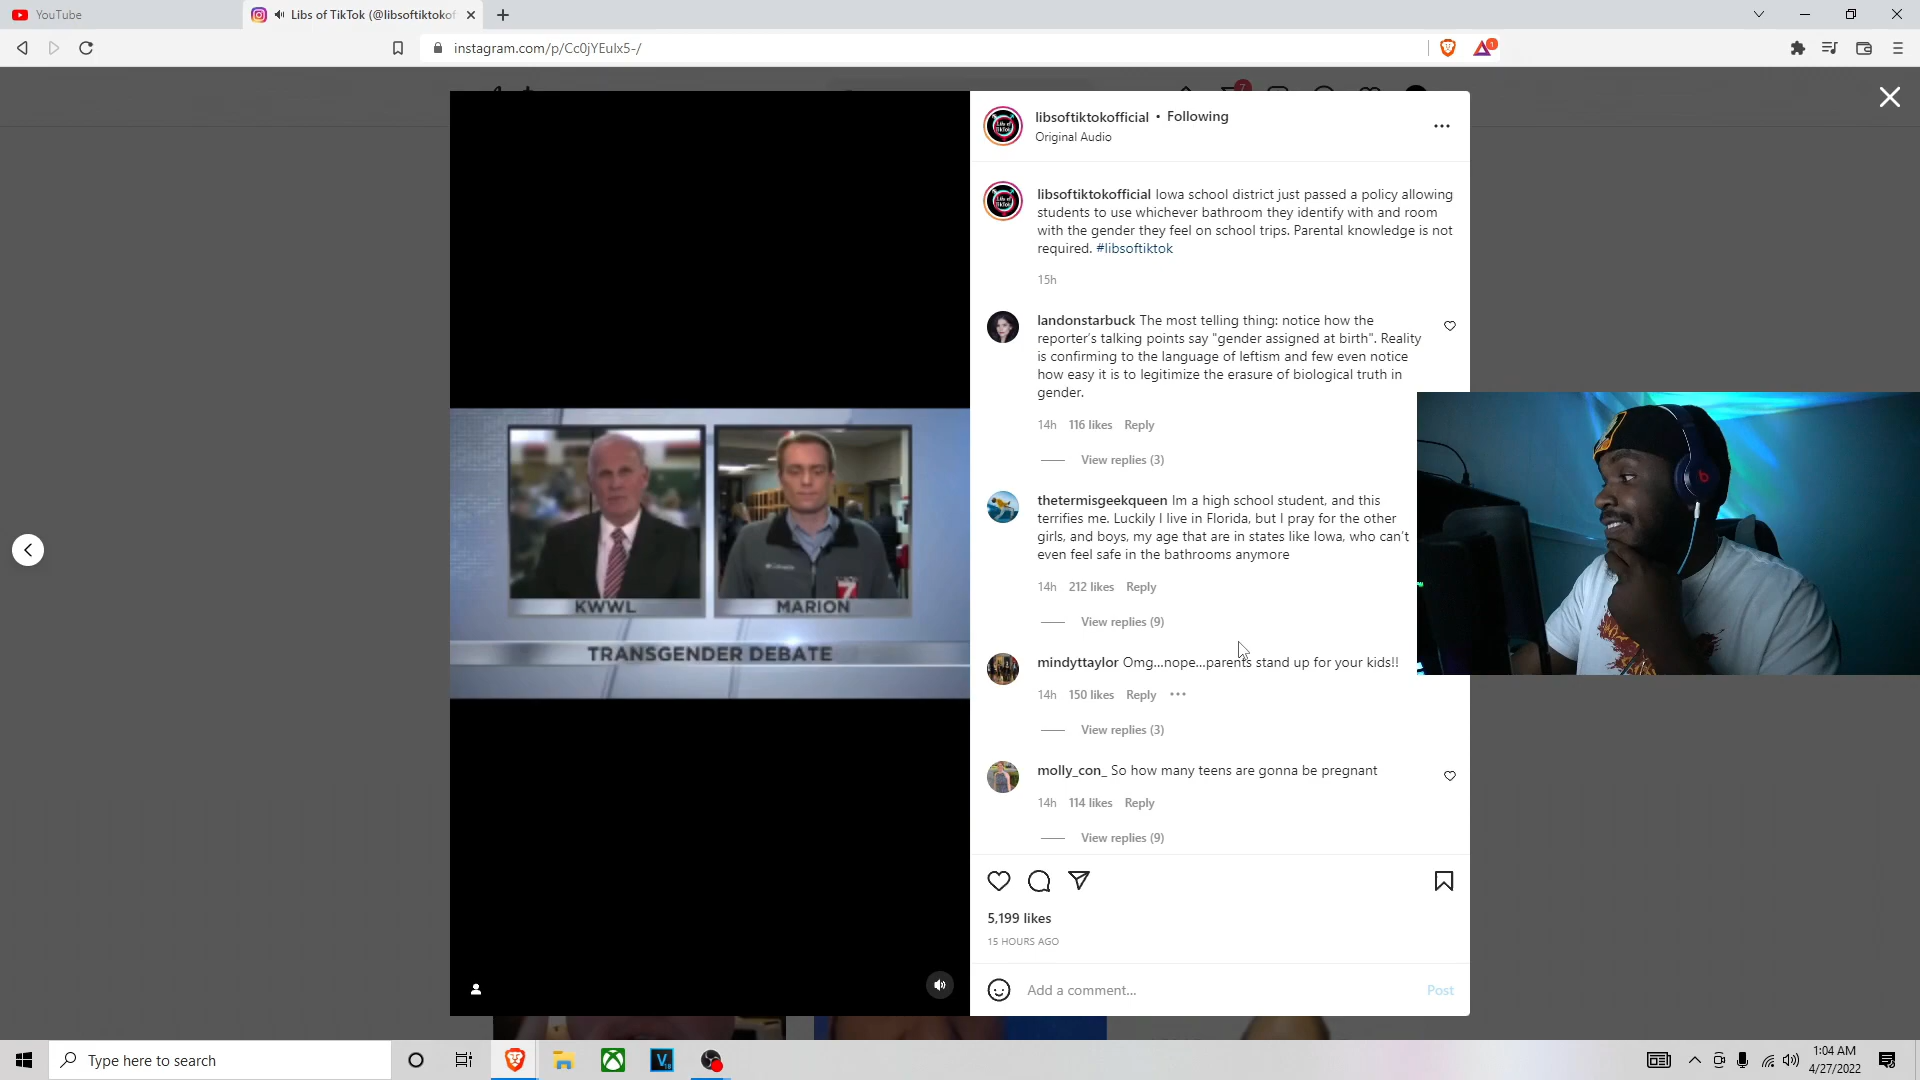 YouTube
Libs of TikTok (@libsoftiktokof
instagram.com/p/Cc0jYEuIx5-/
1
7
libsoftiktokofficial • Following
Original Audio
libsoftiktokofficial Iowa school district just passed a policy allowing
students to use whichever bathroom they identify with and room
with the gender they feel on school trips. Parental knowledge is not
required. #libsoftiktok
15h
landonstarbuck The most telling thing: notice how the
reporter's talking points say "gender assigned at birth". Reality
is confirming to the language of leftism and few even notice
how easy it is to legitimize the erasure of biological truth in
gender.
14h 116 likes Reply
View replies (3)
thetermisgeekqueen Im a high school student, and this
terrifies me. Luckily I live in Florida, but I pray for the other
girls, and boys, my age that are in states like Iowa, who can't
even feel safe in the bathrooms anymore
14h 212 likes Reply
View replies (9)
mindyttaylor Omg...nope...parents stand up for your kids!!
14h 150 likes Reply
View replies (3)
molly_con_ So how many teens are gonna be pregnant
14h 114 likes Reply
View replies (9)
5,199 likes
15 HOURS AGO
Add a comment...
Post
7
KWWL
MARION
TRANSGENDER DEBATE
Type here to search
1:04 AM
4/27/2022